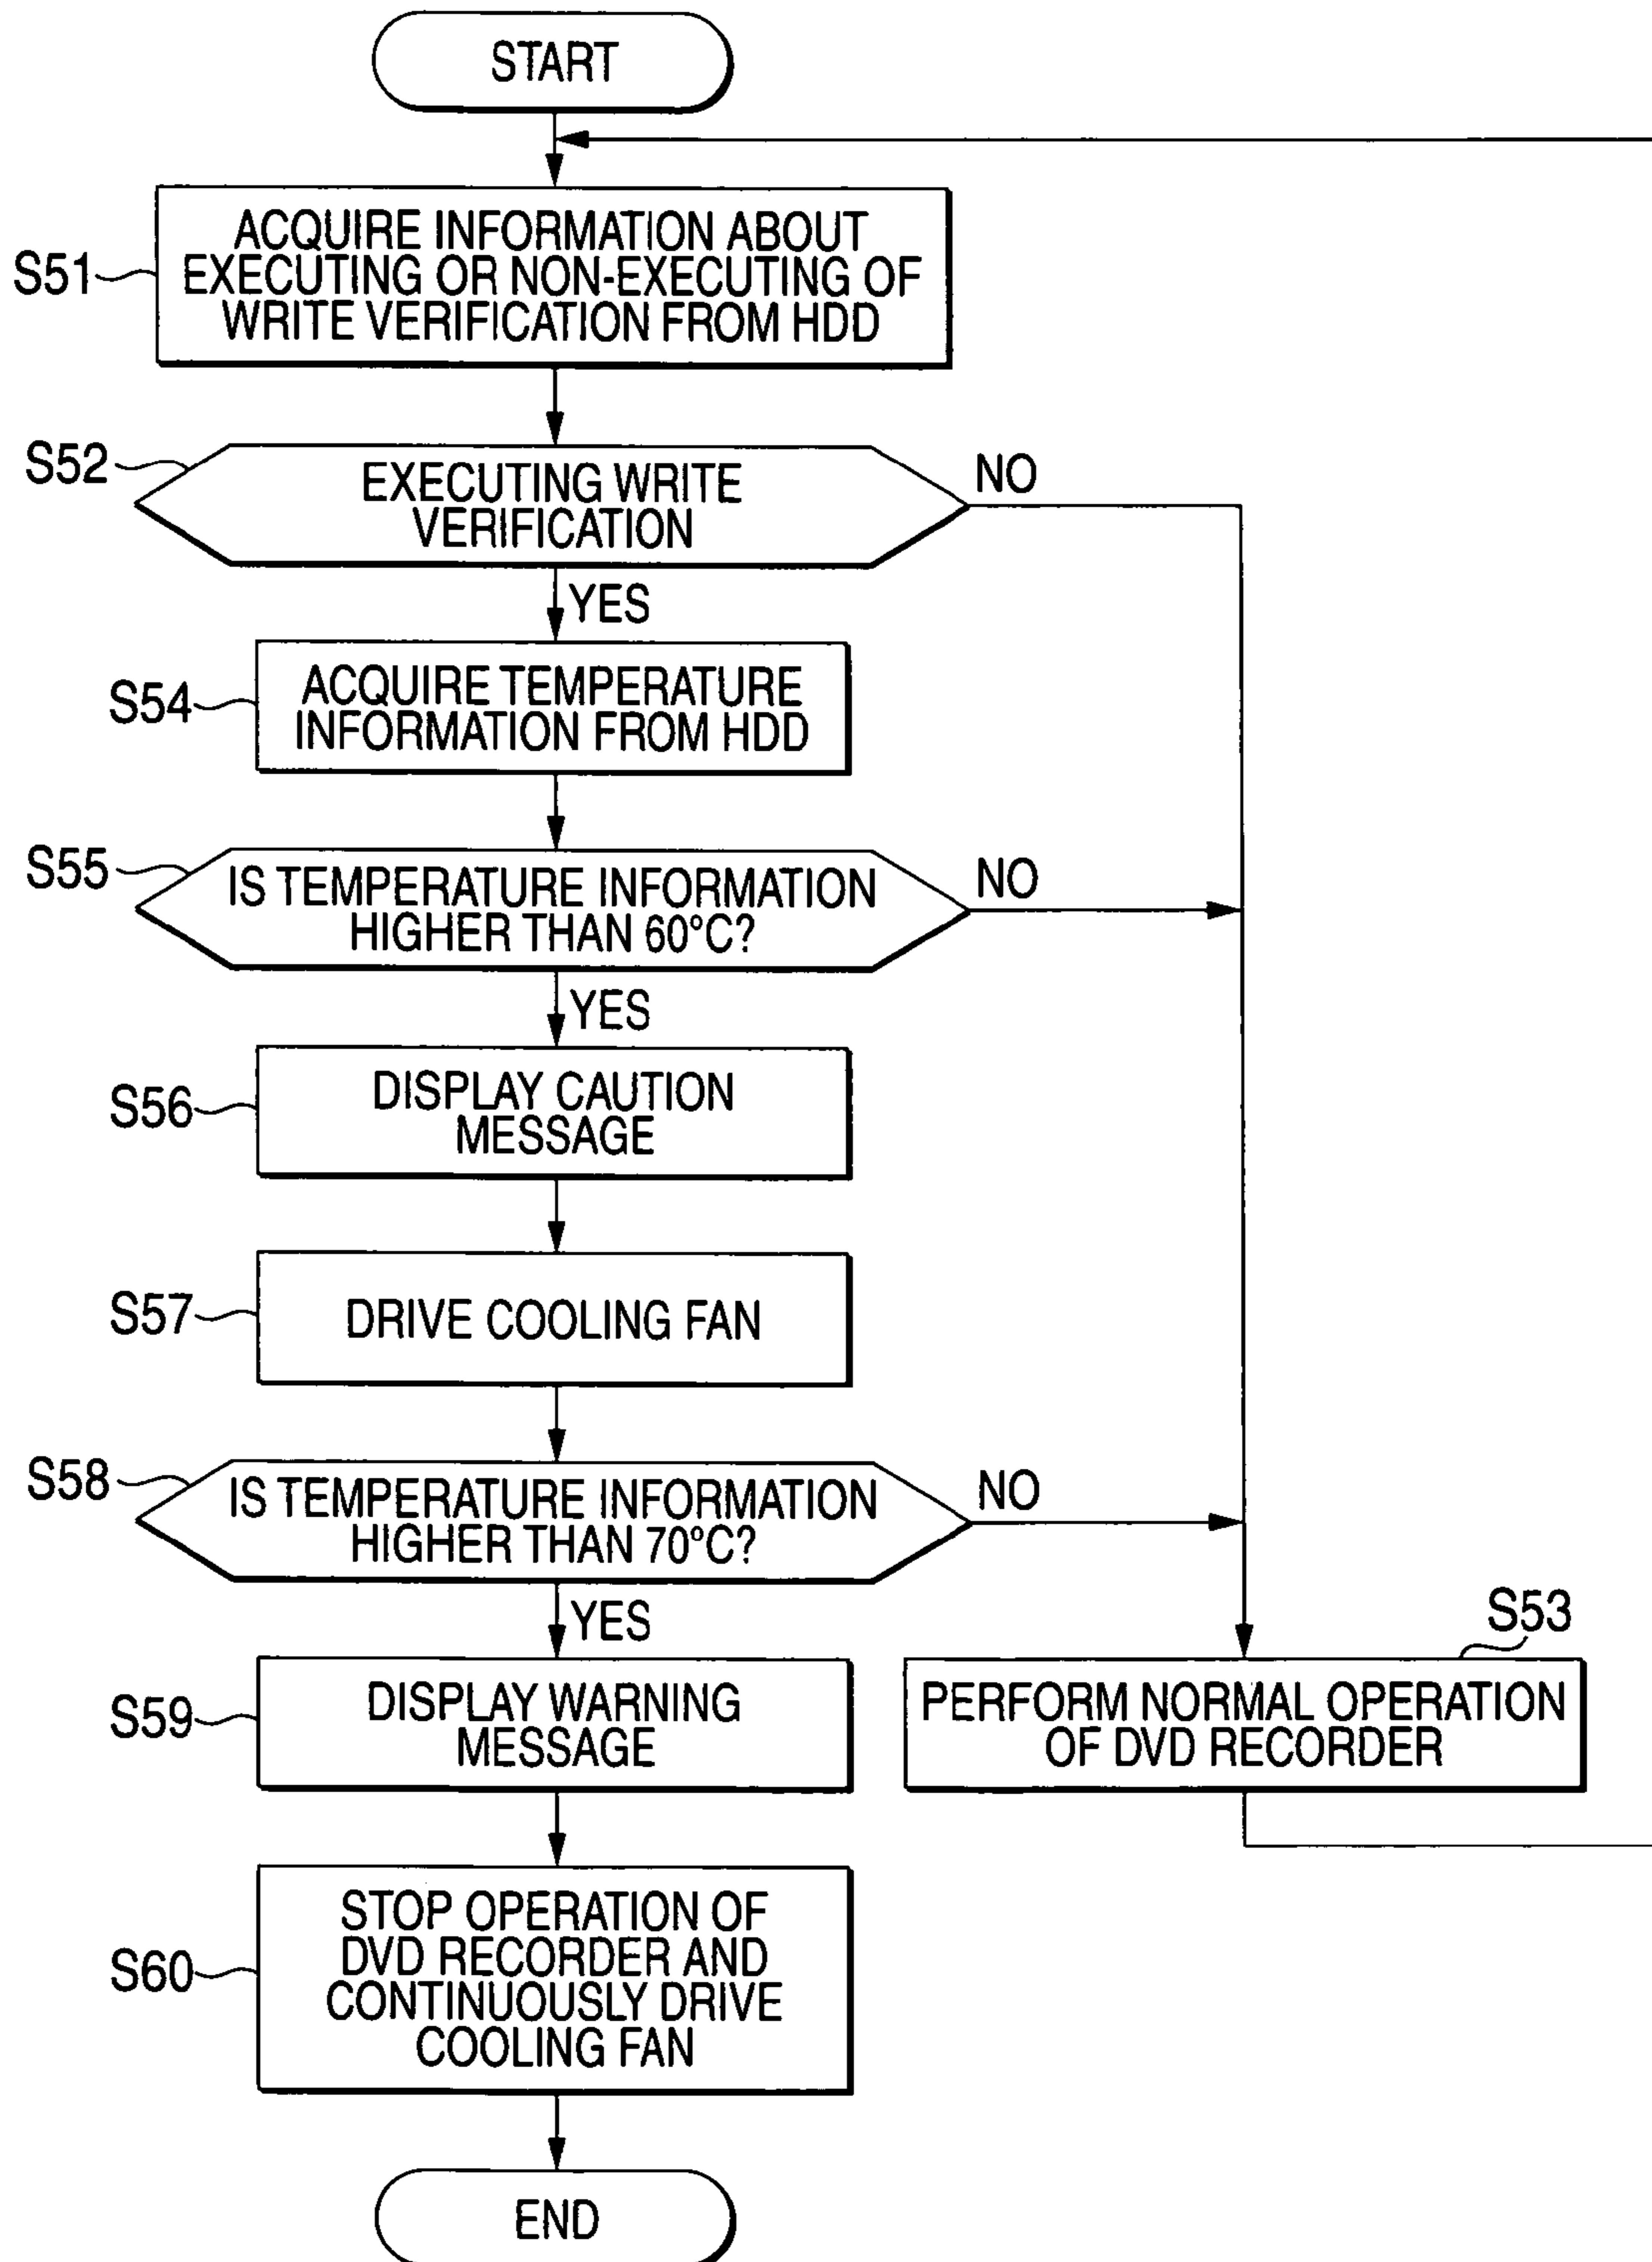 START
S51
ACQUIRE INFORMATION ABOUT
EXECUTING OR NON-EXECUTING OF
WRITE VERIFICATION FROM HDD
S52
EXECUTING WRITE
VERIFICATION
NO
YES
S54
ACQUIRE TEMPERATURE
INFORMATION FROM HDD
S55
IS TEMPERATURE INFORMATION
HIGHER THAN 60°C?
NO
YES
S56
DISPLAY CAUTION
MESSAGE
S57
DRIVE COOLING FAN
S58
IS TEMPERATURE INFORMATION
HIGHER THAN 70°C?
NO
YES
S53
PERFORM NORMAL OPERATION
OF DVD RECORDER
S59
DISPLAY WARNING
MESSAGE
S60
STOP OPERATION OF
DVD RECORDER AND
CONTINUOUSLY DRIVE
COOLING FAN
END